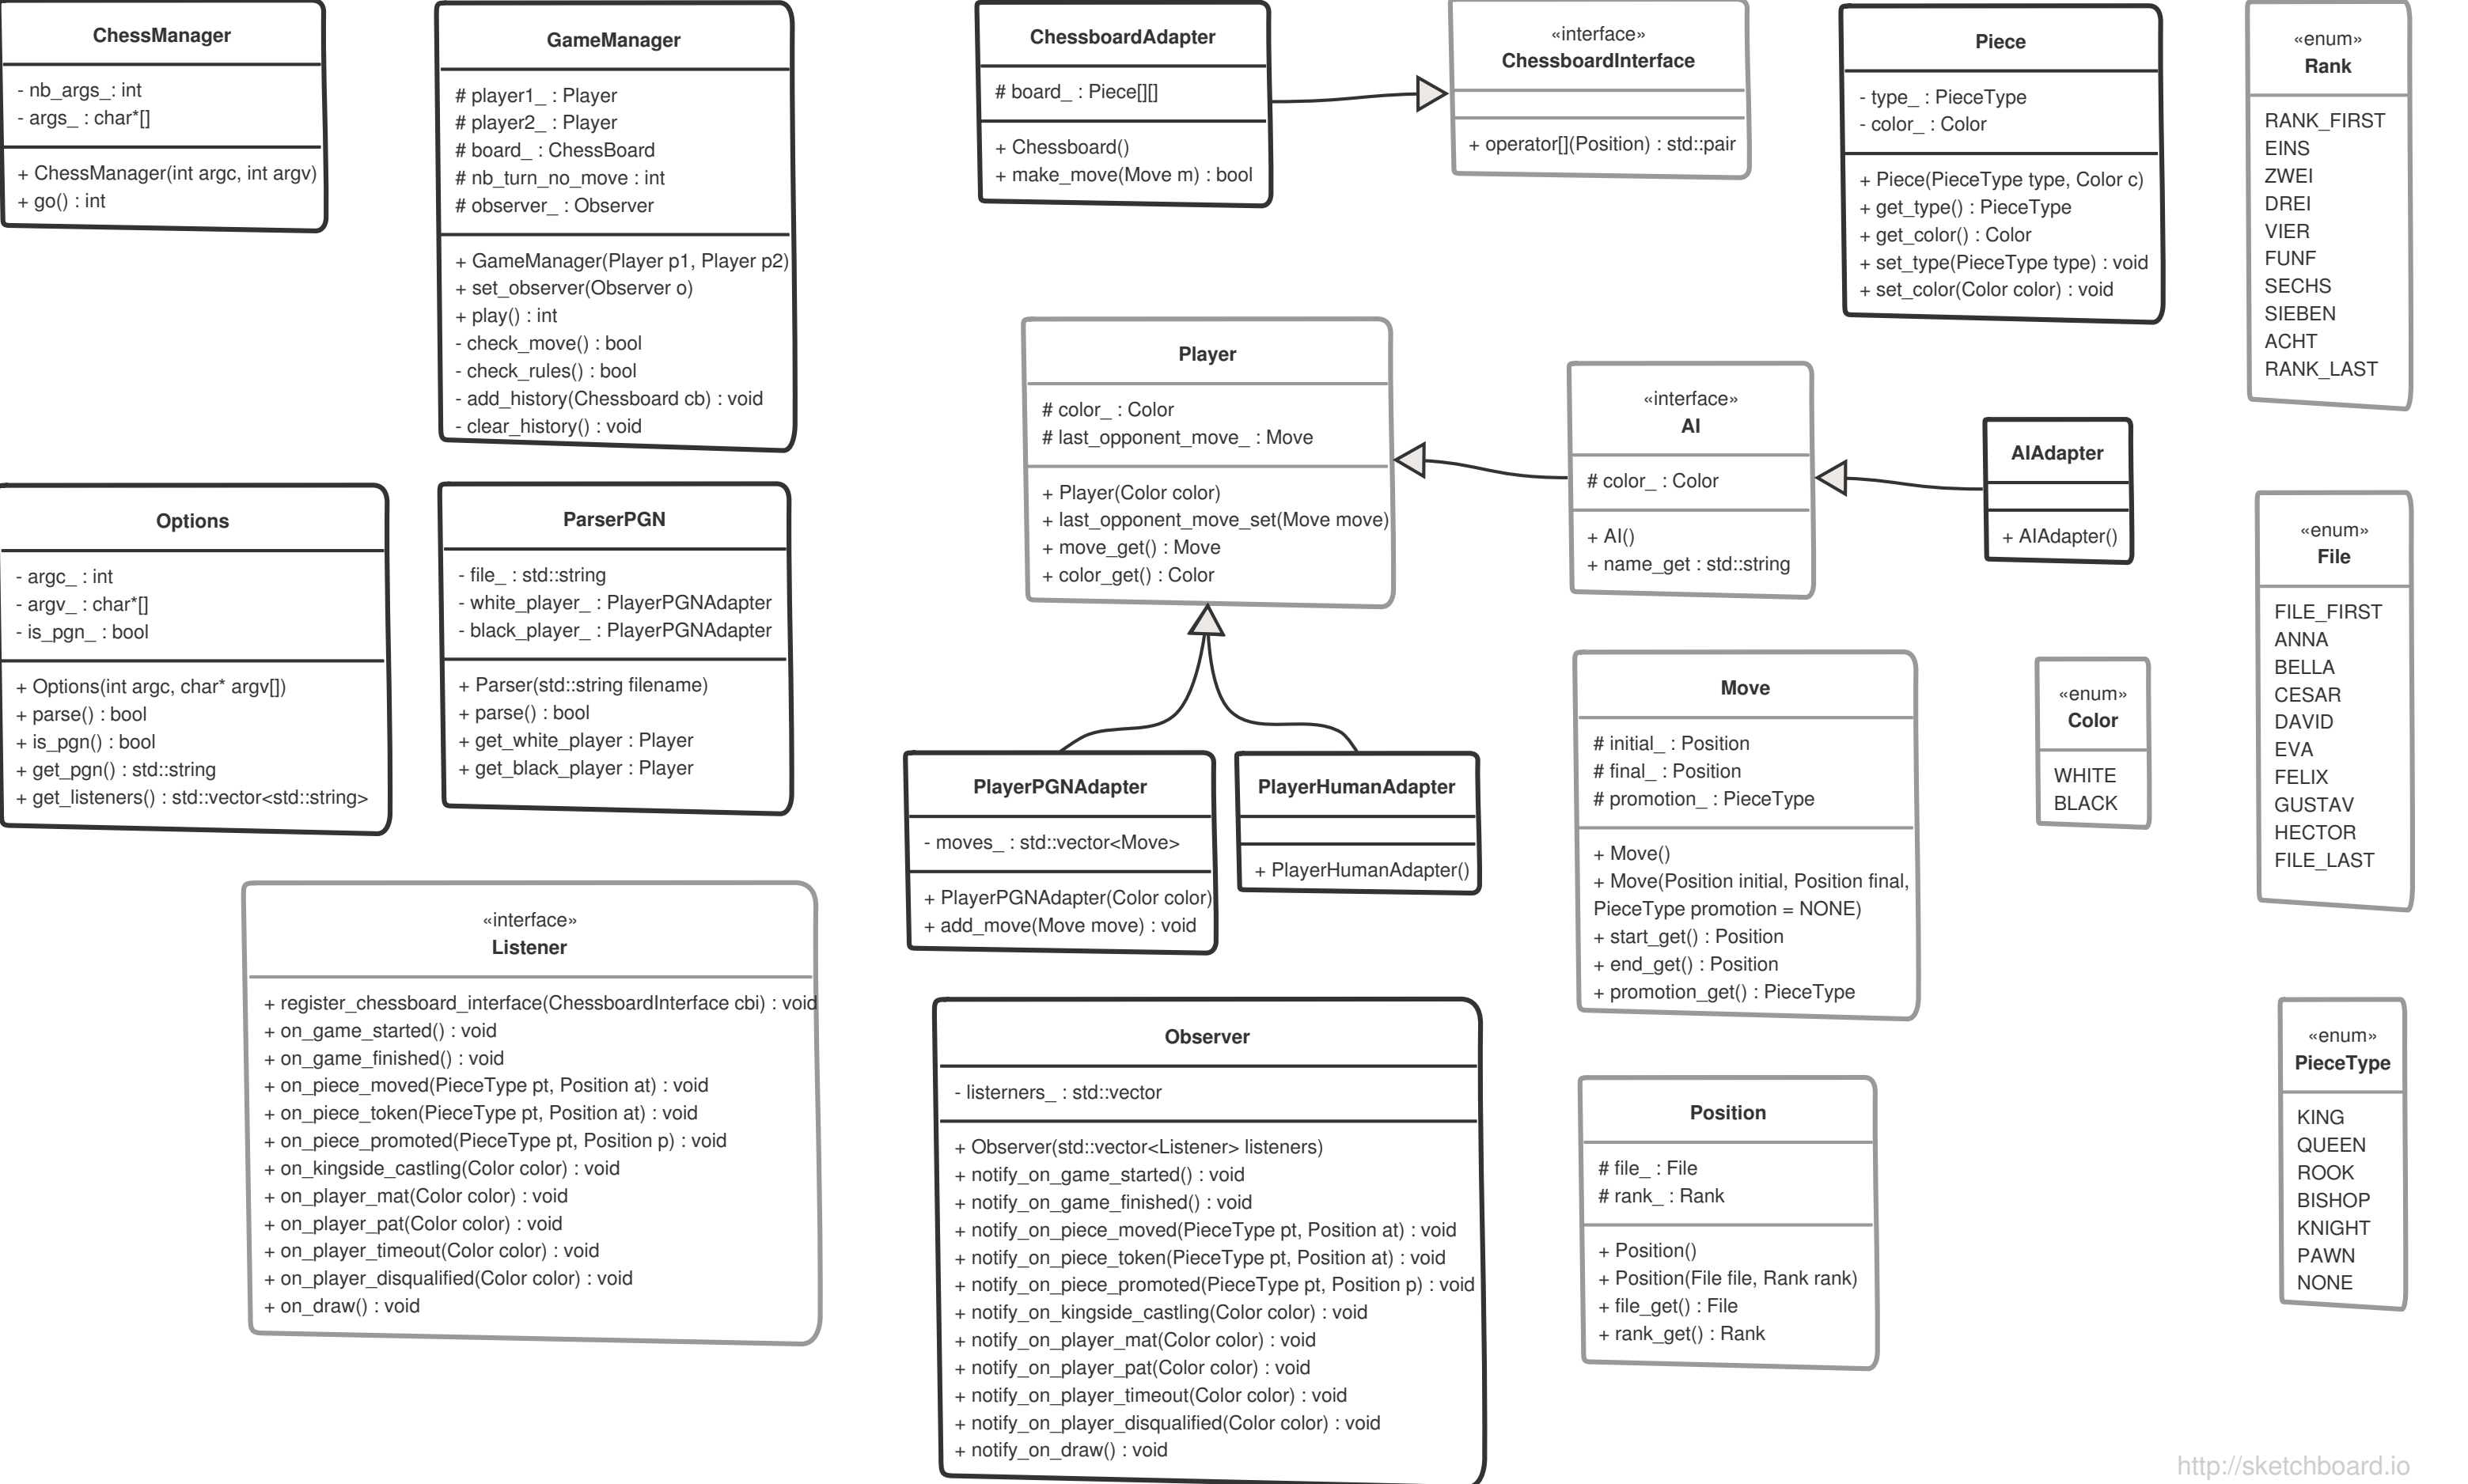 ChessManager
- nb_args_: int
- args_ : char*[]
+ ChessManager(int argc, int argv)
+ go() : int
GameManager
# player1_ : Player
# player2_ : Player
# board_ : ChessBoard
# nb_turn_no_move : int
# observer_ : Observer
+ GameManager(Player p1, Player p2)
+ set_observer(Observer o)
+ play() : int
- check_move() : bool
- check_rules() : bool
- add_history(Chessboard cb) : void
- clear_history() : void
ChessboardAdapter
# board_ : Piece[][]
+ Chessboard()
+ make_move(Move m) : bool
«interface»
ChessboardInterface
+ operator[](Position) : std::pair
Piece
- type_ : PieceType
- color_ : Color
+ Piece(PieceType type, Color c)
+ get_type() : PieceType
+ get_color() : Color
+ set_type(PieceType type) : void
+ set_color(Color color) : void
«enum»
Rank
RANK_FIRST
EINS
ZWEI
DREI
VIER
FUNF
SECHS
SIEBEN
ACHT
RANK_LAST
Player
# color_ : Color
# last_opponent_move_ : Move
+ Player(Color color)
+ last_opponent_move_set(Move move)
+ move_get() : Move
+ color_get() : Color
«interface»
AI
# color_ : Color
+ AI()
+ name_get : std::string
AIAdapter
+ AIAdapter()
Options
- argc_ : int
- argv_ : char*[]
- is_pgn_ : bool
+ Options(int argc, char* argv[])
+ parse() : bool
+ is_pgn() : bool
+ get_pgn() : std::string
+ get_listeners() : std::vector<std::string>
ParserPGN
- file_ : std::string
- white_player_ : PlayerPGNAdapter
- black_player_ : PlayerPGNAdapter
+ Parser(std::string filename)
+ parse() : bool
+ get_white_player : Player
+ get_black_player : Player
«enum»
File
FILE_FIRST
ANNA
BELLA
CESAR
DAVID
EVA
FELIX
GUSTAV
HECTOR
FILE_LAST
PlayerPGNAdapter
- moves_ : std::vector<Move>
+ PlayerPGNAdapter(Color color)
+ add_move(Move move) : void
PlayerHumanAdapter
+ PlayerHumanAdapter()
Move
# initial_ : Position
# final_ : Position
# promotion_ : PieceType
+ Move()
+ Move(Position initial, Position final,
PieceType promotion = NONE)
+ start_get() : Position
+ end_get() : Position
+ promotion_get() : PieceType
«enum»
Color
WHITE
BLACK
«interface»
Listener
+ register_chessboard_interface(ChessboardInterface cbi) : void
+ on_game_started() : void
+ on_game_finished() : void
+ on_piece_moved(PieceType pt, Position at) : void
+ on_piece_token(PieceType pt, Position at) : void
+ on_piece_promoted(PieceType pt, Position p) : void
+ on_kingside_castling(Color color) : void
+ on_player_mat(Color color) : void
+ on_player_pat(Color color) : void
+ on_player_timeout(Color color) : void
+ on_player_disqualified(Color color) : void
+ on_draw() : void
Observer
- listerners_ : std::vector
+ Observer(std::vector<Listener> listeners)
+ notify_on_game_started() : void
+ notify_on_game_finished() : void
+ notify_on_piece_moved(PieceType pt, Position at) : void
+ notify_on_piece_token(PieceType pt, Position at) : void
+ notify_on_piece_promoted(PieceType pt, Position p) : void
+ notify_on_kingside_castling(Color color) : void
+ notify_on_player_mat(Color color) : void
+ notify_on_player_pat(Color color) : void
+ notify_on_player_timeout(Color color) : void
+ notify_on_player_disqualified(Color color) : void
+ notify_on_draw() : void
Position
# file_ : File
# rank_ : Rank
+ Position()
+ Position(File file, Rank rank)
+ file_get() : File
+ rank_get() : Rank
«enum»
PieceType
KING
QUEEN
ROOK
BISHOP
KNIGHT
PAWN
NONE
http://sketchboard.io